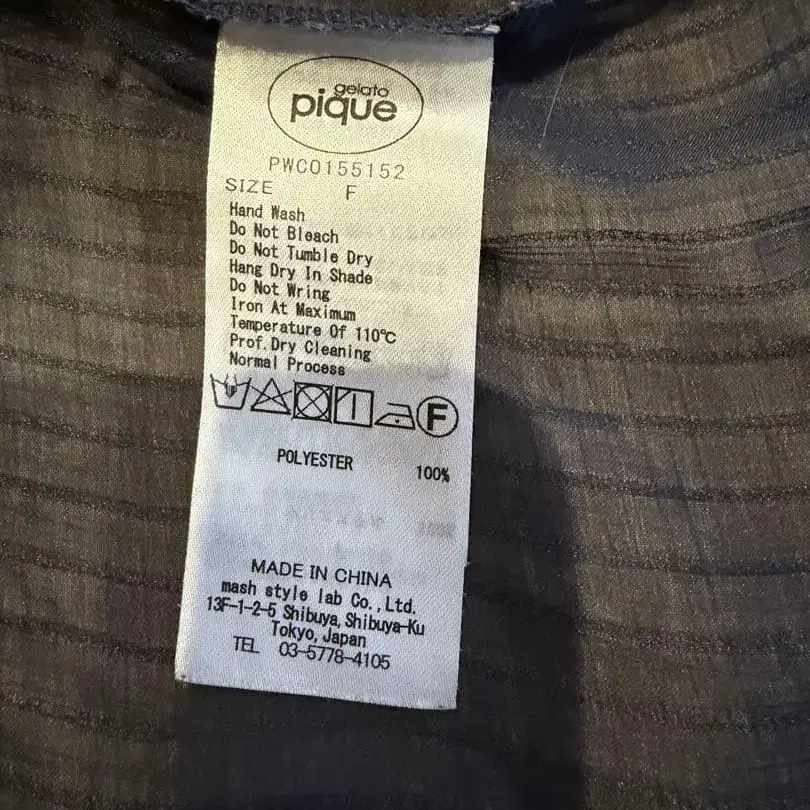 gelato
pique
PWCO155152
SIZE F
Hand Wash
Do Not Bleach
Do Not Tumble Dry
Hang Dry In Shade
Do Not Wring
Iron At Maximum
Temperature Of 110℃
Prof. Dry Cleaning
Normal Process
F
POLYESTER 100%
MADE IN CHINA
mash style lab Co., Ltd.
13F-1-2-5 Shibuya, Shibuya-Ku
Tokyo, Japan
TEL 03-5778-4105